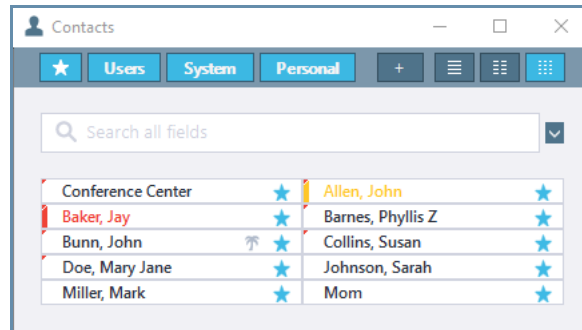 Contacts
Users System Personal +
Search all fields
Conference Center Allen, John
Baker, Jay Barnes, Phyllis Z
Bunn, John Collins, Susan
Doe, Mary Jane Johnson, Sarah
Miller, Mark Mom